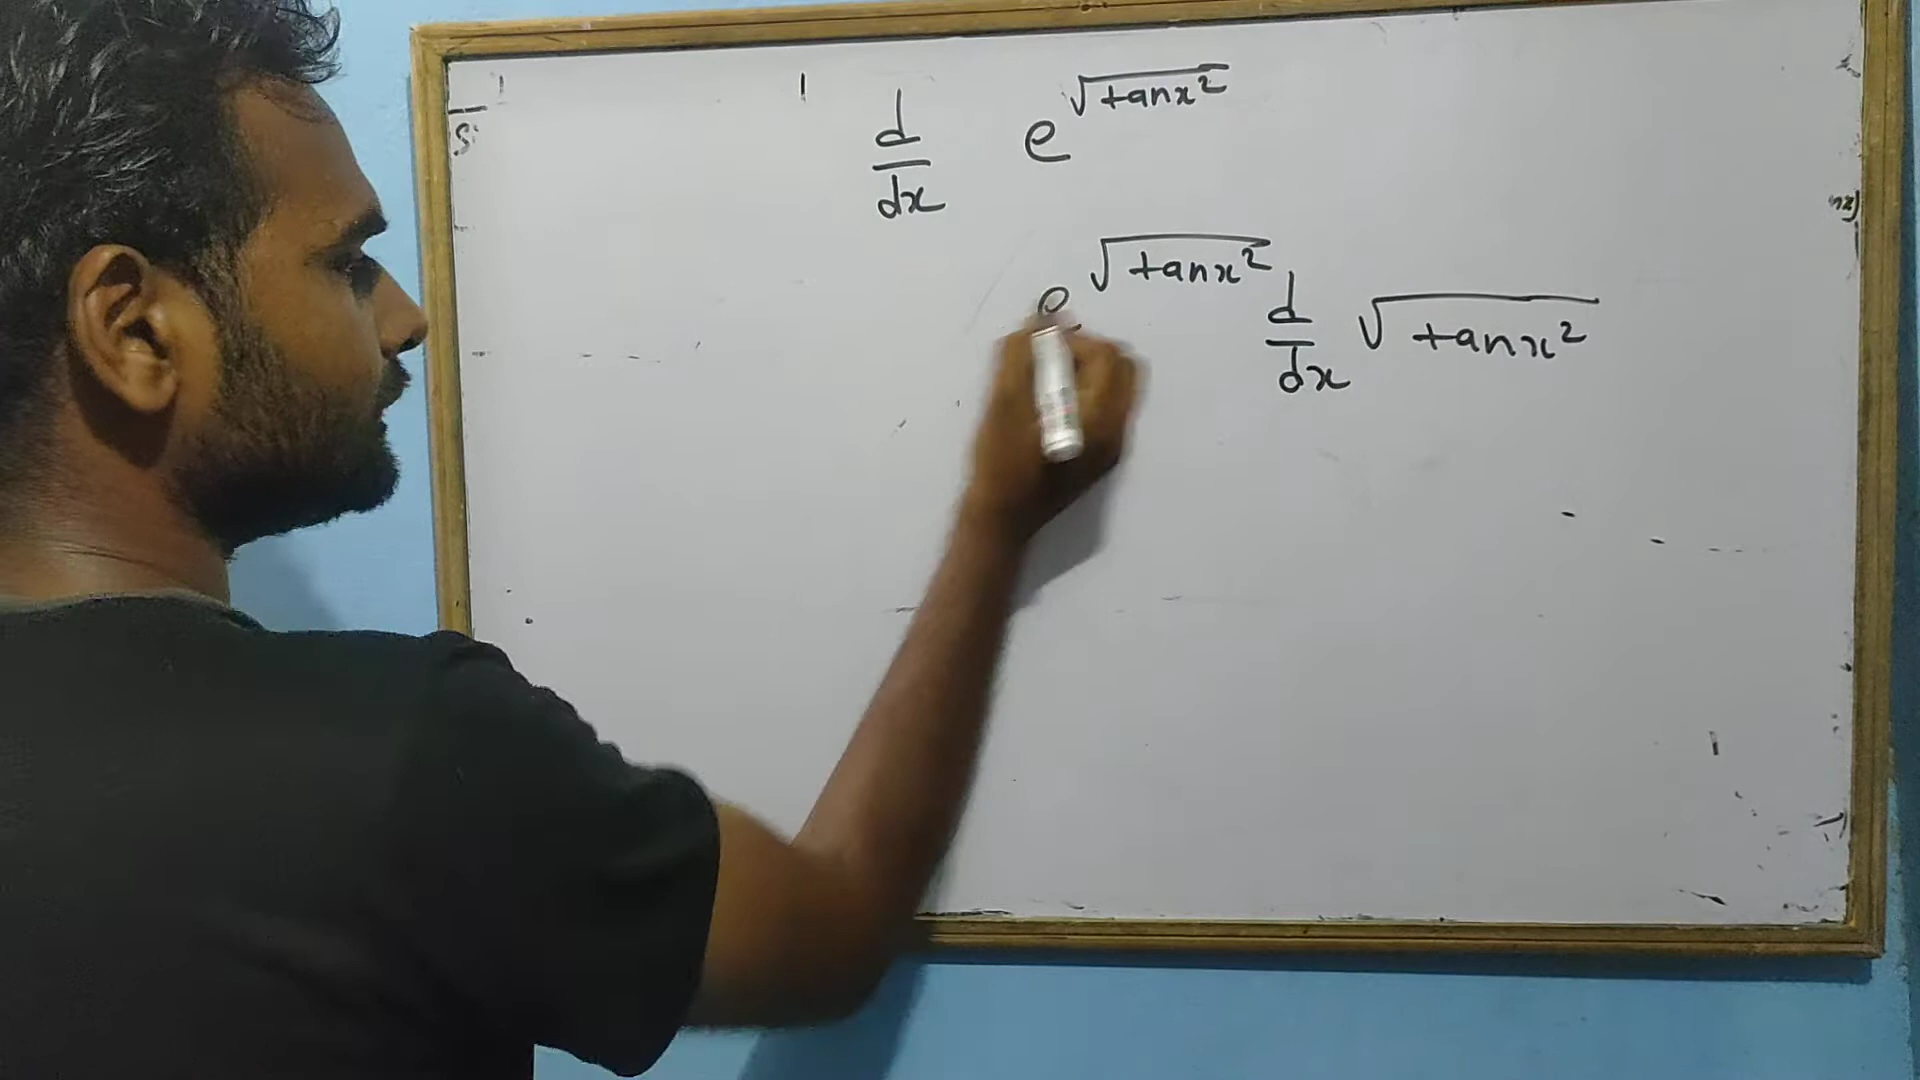 d/dx e^√tanx²
e^√tanx² d/dx √tanx²